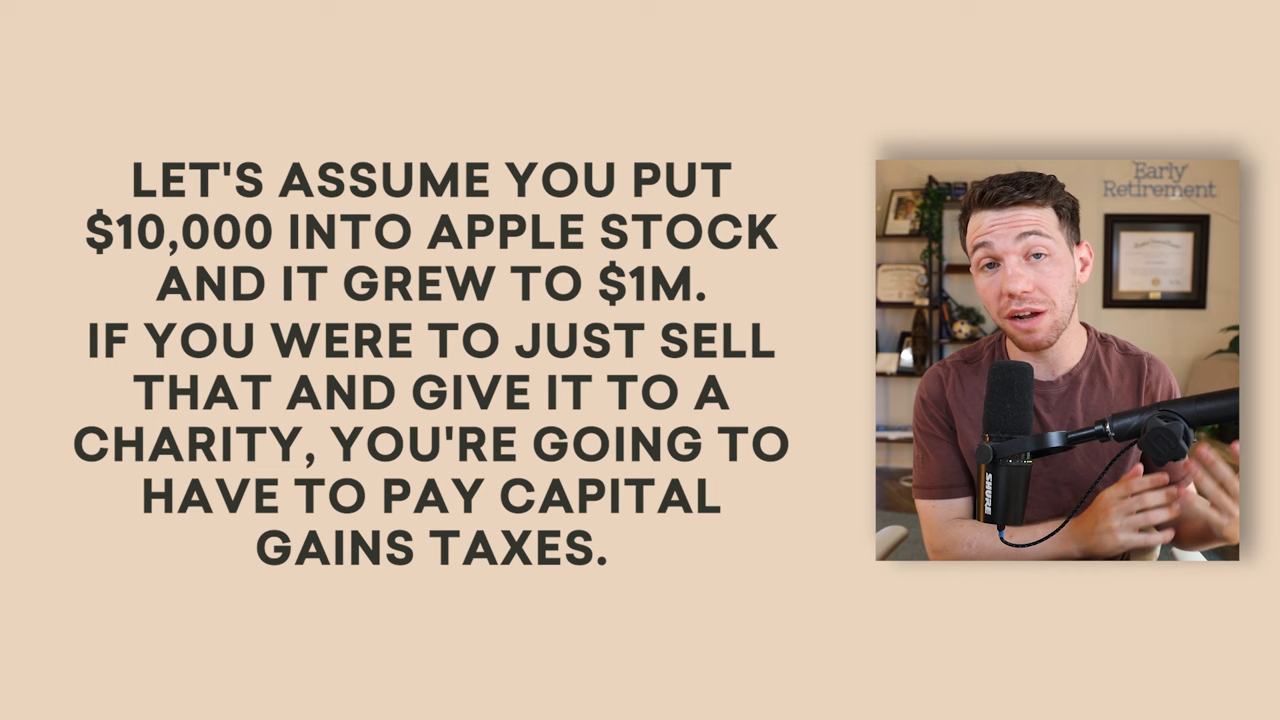 LET'S ASSUME YOU PUT
$10,000 INTO APPLE STOCK
AND IT GREW TO $1M.
IF YOU WERE TO JUST SELL
THAT AND GIVE IT TO A
CHARITY, YOU'RE GOING TO
HAVE TO PAY CAPITAL
GAINS TAXES.
Early
Retirement
SHURE